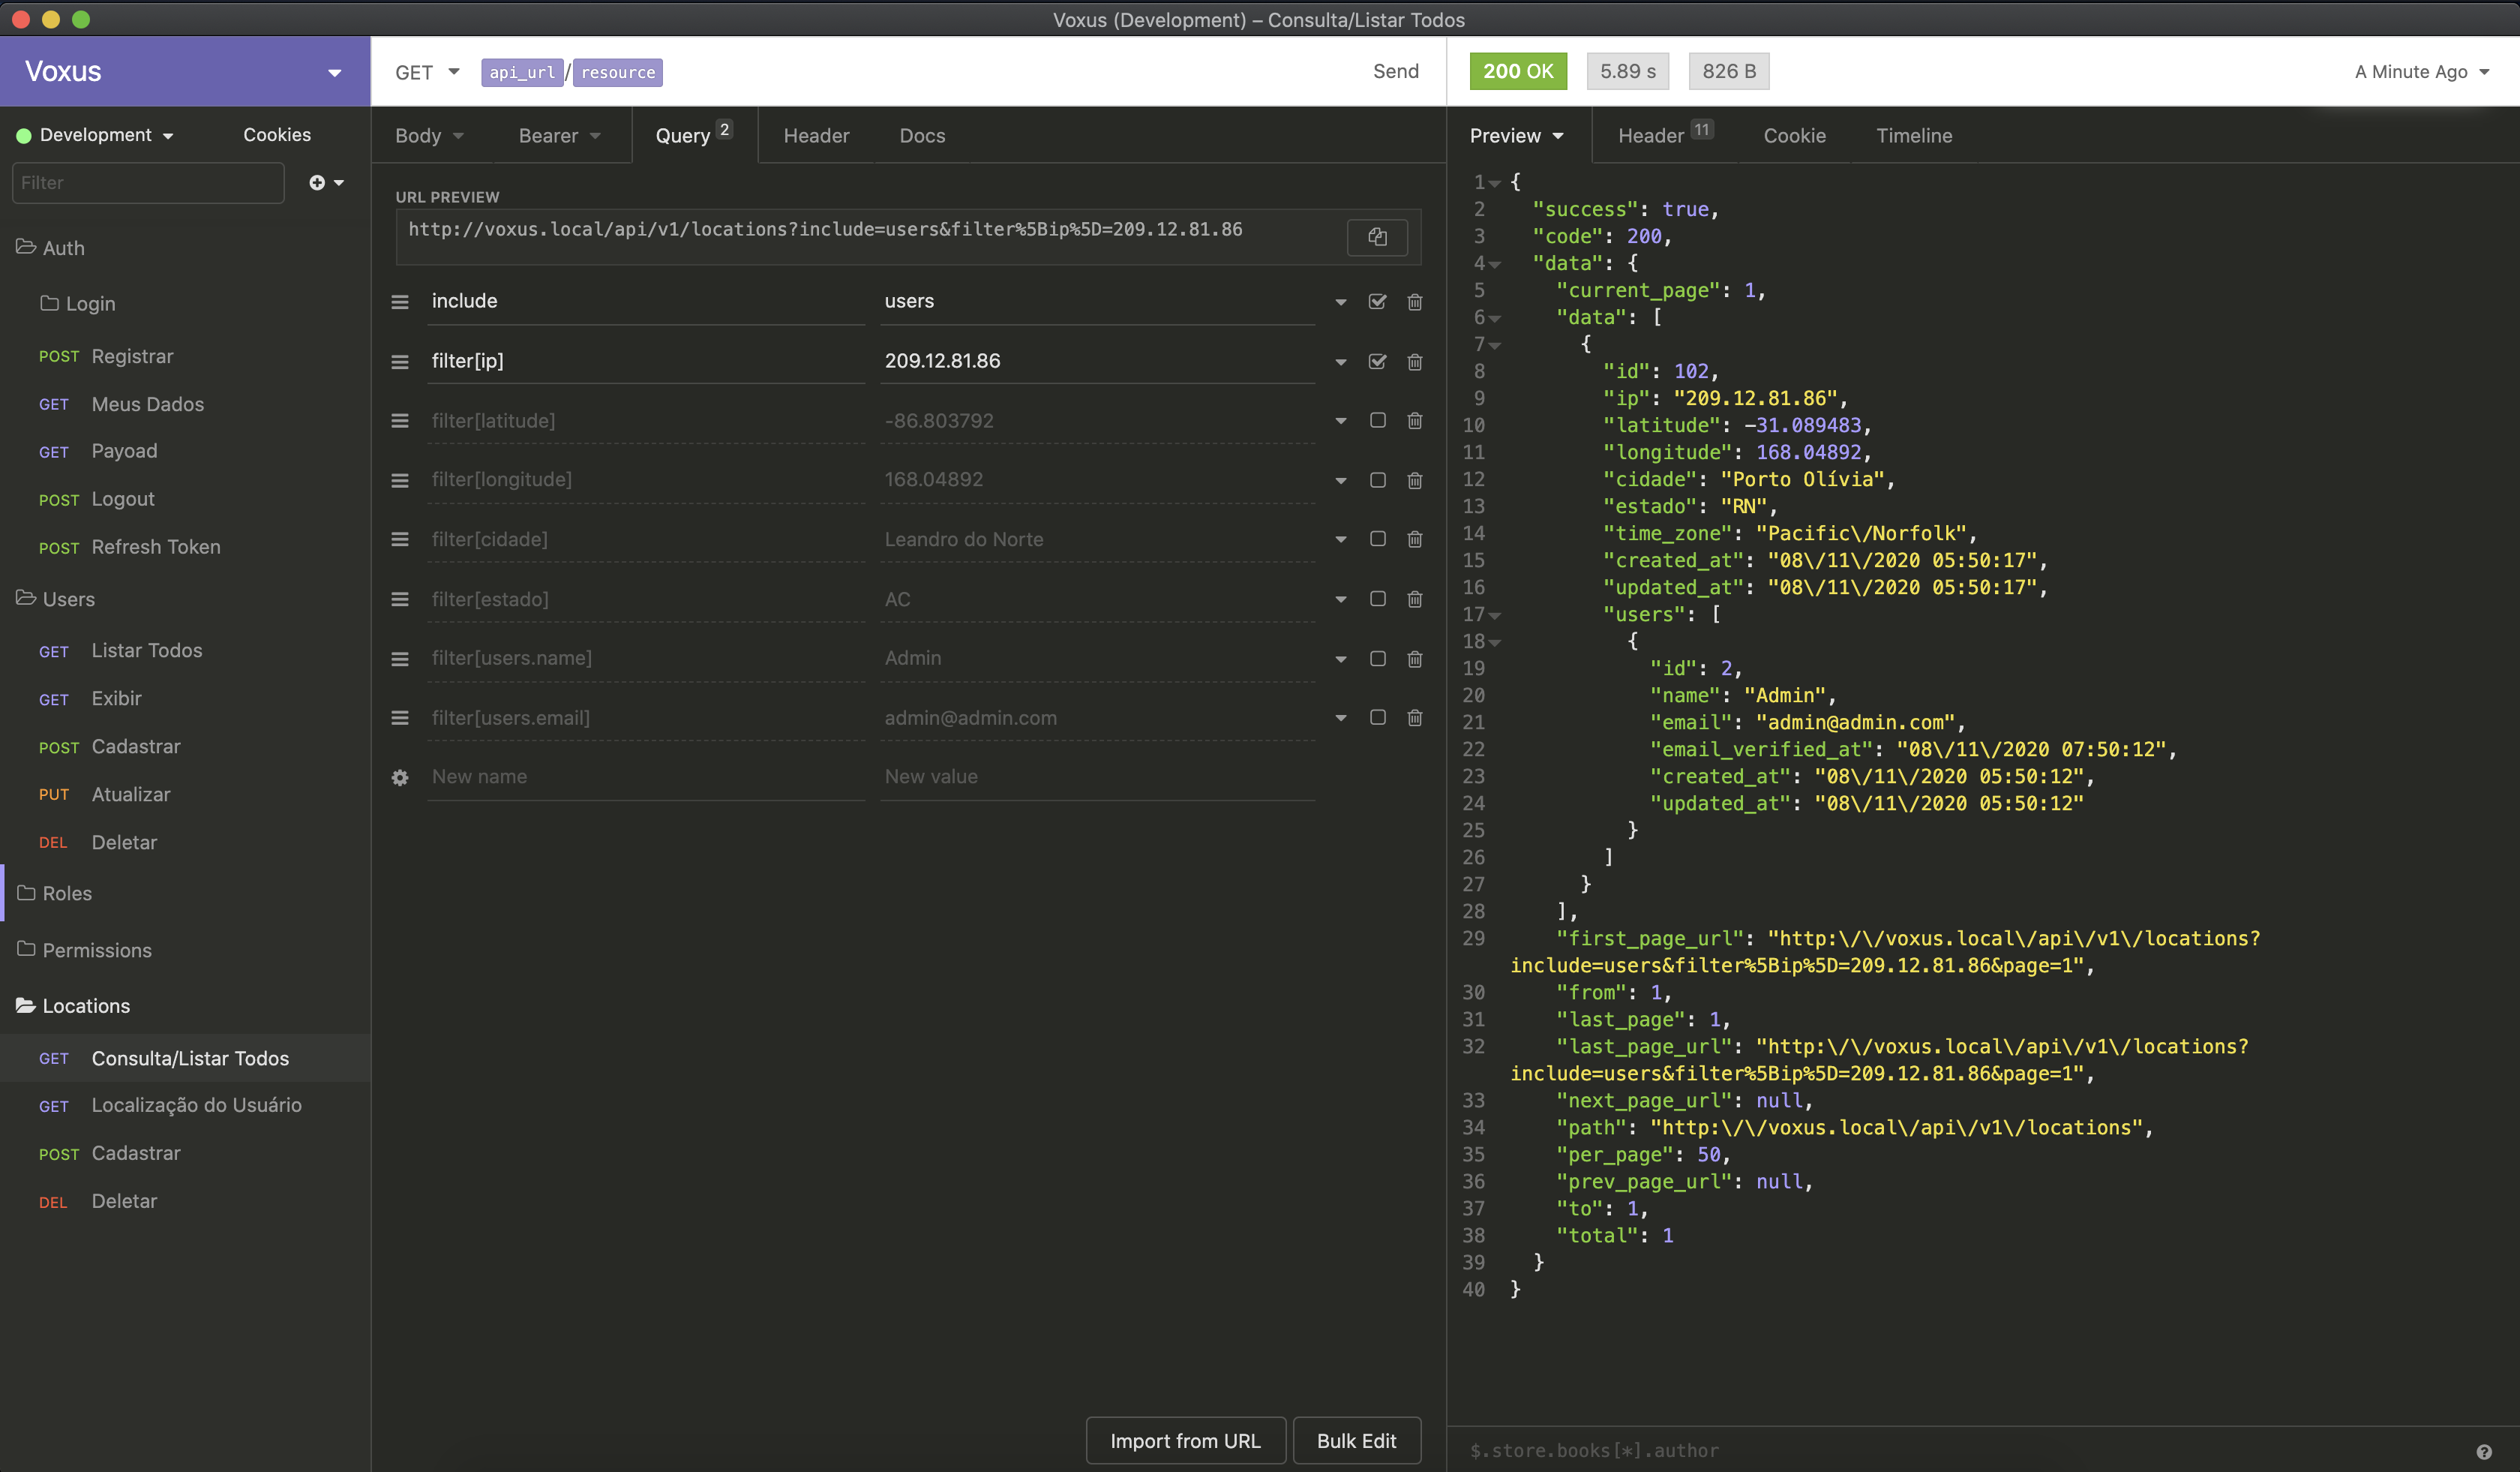 Voxus (Development) – Consulta/Listar Todos
Voxus
GET api_url/resource Send
200 OK 5.89 s 826 B A Minute Ago
Development Cookies
Filter
Auth
Login
POST Registrar
GET Meus Dados
GET Payoad
POST Logout
POST Refresh Token
Users
GET Listar Todos
GET Exibir
POST Cadastrar
PUT Atualizar
DEL Deletar
Roles
Permissions
Locations
GET Consulta/Listar Todos
GET Localização do Usuário
POST Cadastrar
DEL Deletar
Body Bearer Query 2 Header Docs
URL PREVIEW
http://voxus.local/api/v1/locations?include=users&filter%5Bip%5D=209.12.81.86
include users
filter[ip] 209.12.81.86
filter[latitude] -86.803792
filter[longitude] 168.04892
filter[cidade] Leandro do Norte
filter[estado] AC
filter[users.name] Admin
filter[users.email] admin@admin.com
New name New value
Import from URL Bulk Edit
Preview Header 11 Cookie Timeline
1 {
2 "success": true,
3 "code": 200,
4 "data": {
5 "current_page": 1,
6 "data": [
7 {
8 "id": 102,
9 "ip": "209.12.81.86",
10 "latitude": -31.089483,
11 "longitude": 168.04892,
12 "cidade": "Porto Olívia",
13 "estado": "RN",
14 "time_zone": "Pacific\/Norfolk",
15 "created_at": "08\/11\/2020 05:50:17",
16 "updated_at": "08\/11\/2020 05:50:17",
17 "users": [
18 {
19 "id": 2,
20 "name": "Admin",
21 "email": "admin@admin.com",
22 "email_verified_at": "08\/11\/2020 07:50:12",
23 "created_at": "08\/11\/2020 05:50:12",
24 "updated_at": "08\/11\/2020 05:50:12"
25 }
26 ]
27 }
28 ],
29 "first_page_url": "http:\/\/voxus.local\/api\/v1\/locations?
include=users&filter%5Bip%5D=209.12.81.86&page=1",
30 "from": 1,
31 "last_page": 1,
32 "last_page_url": "http:\/\/voxus.local\/api\/v1\/locations?
include=users&filter%5Bip%5D=209.12.81.86&page=1",
33 "next_page_url": null,
34 "path": "http:\/\/voxus.local\/api\/v1\/locations",
35 "per_page": 50,
36 "prev_page_url": null,
37 "to": 1,
38 "total": 1
39 }
40 }
$.store.books[*].author